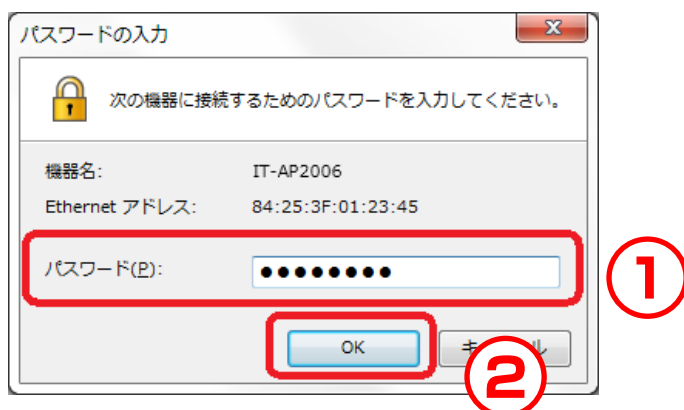 パスワードの入力
次の機器に接続するためのパスワードを入力してください。
機器名: IT-AP2006
Ethernet アドレス: 84:25:3F:01:23:45
パスワード(P): ●●●●●●●●
①
OK
②